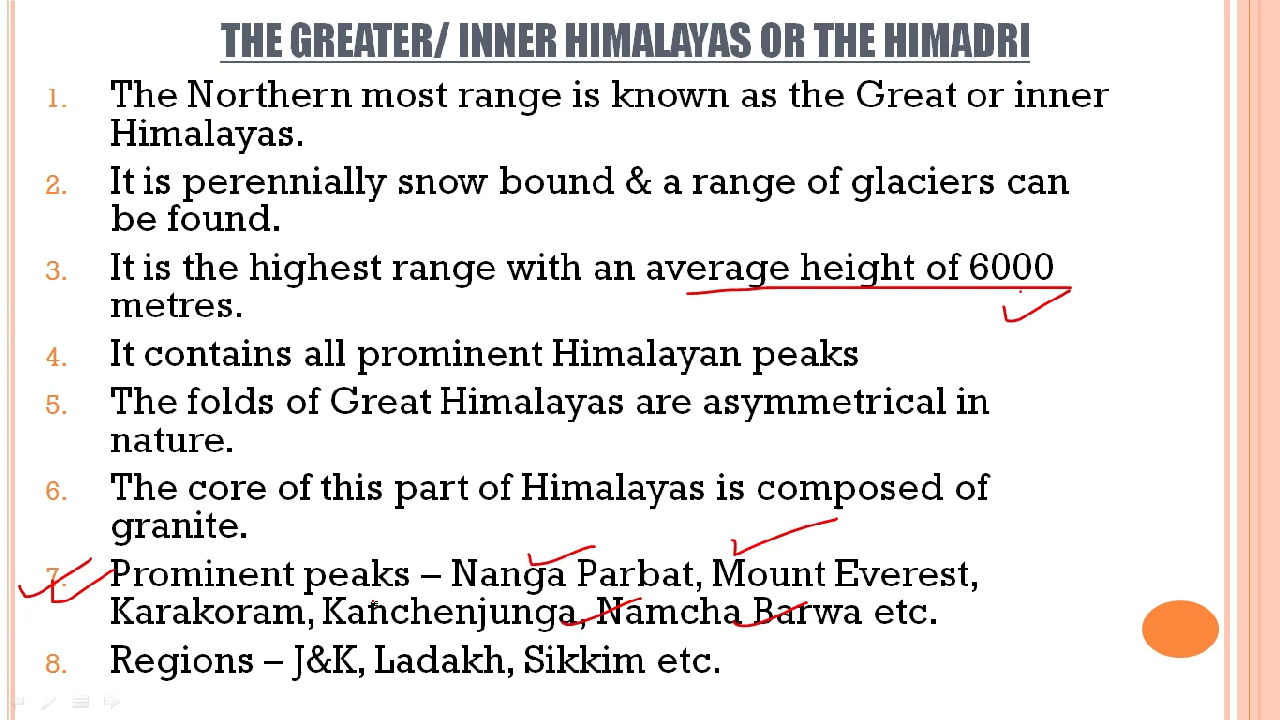 THE GREATER/ INNER HIMALAYAS OR THE HIMADRI
1. The Northern most range is known as the Great or inner
Himalayas.
2. It is perennially snow bound & a range of glaciers can
be found.
3. It is the highest range with an average height of 6000
metres.
4. It contains all prominent Himalayan peaks
5. The folds of Great Himalayas are asymmetrical in
nature.
6. The core of this part of Himalayas is composed of
granite.
7. Prominent peaks – Nanga Parbat, Mount Everest,
Karakoram, Kanchenjunga, Namcha Barwa etc.
8. Regions – J&K, Ladakh, Sikkim etc.